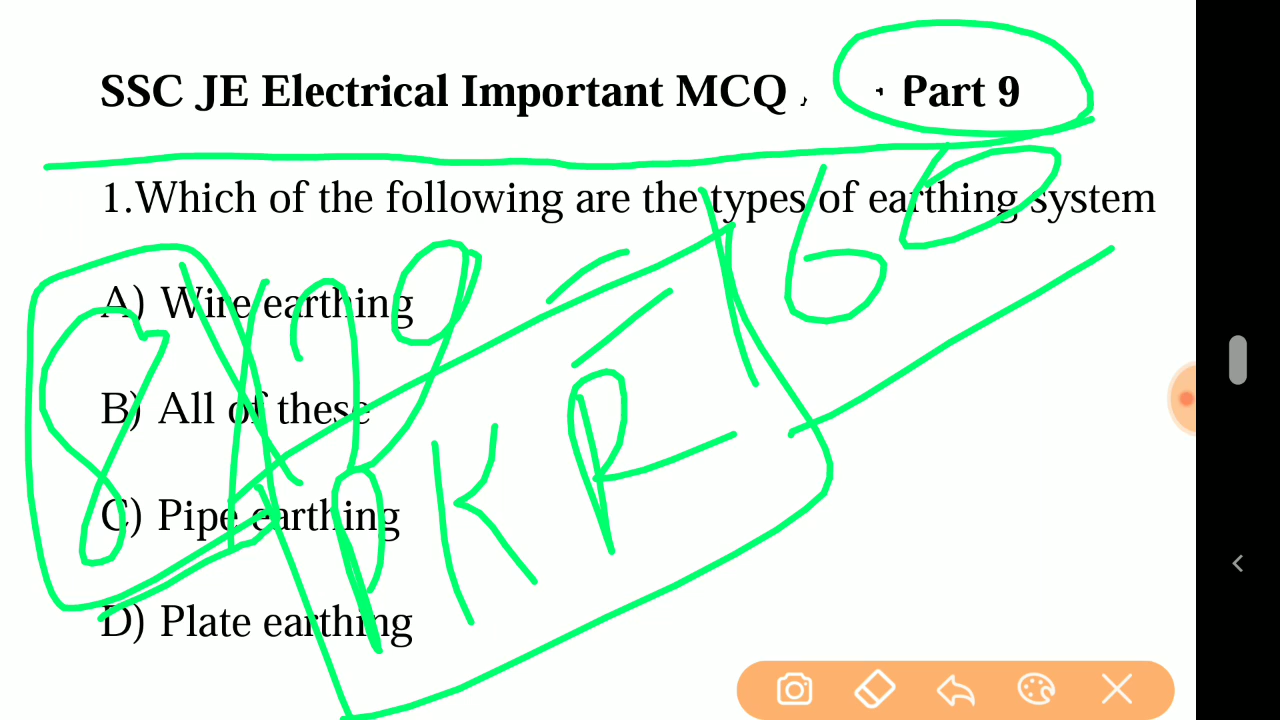 SSC JE Electrical Important MCQ Part 9
1.Which of the following are the types of earthing system
160
A) Wire earthing
B) All of these
C) Pipe earthing
D) Plate earthing